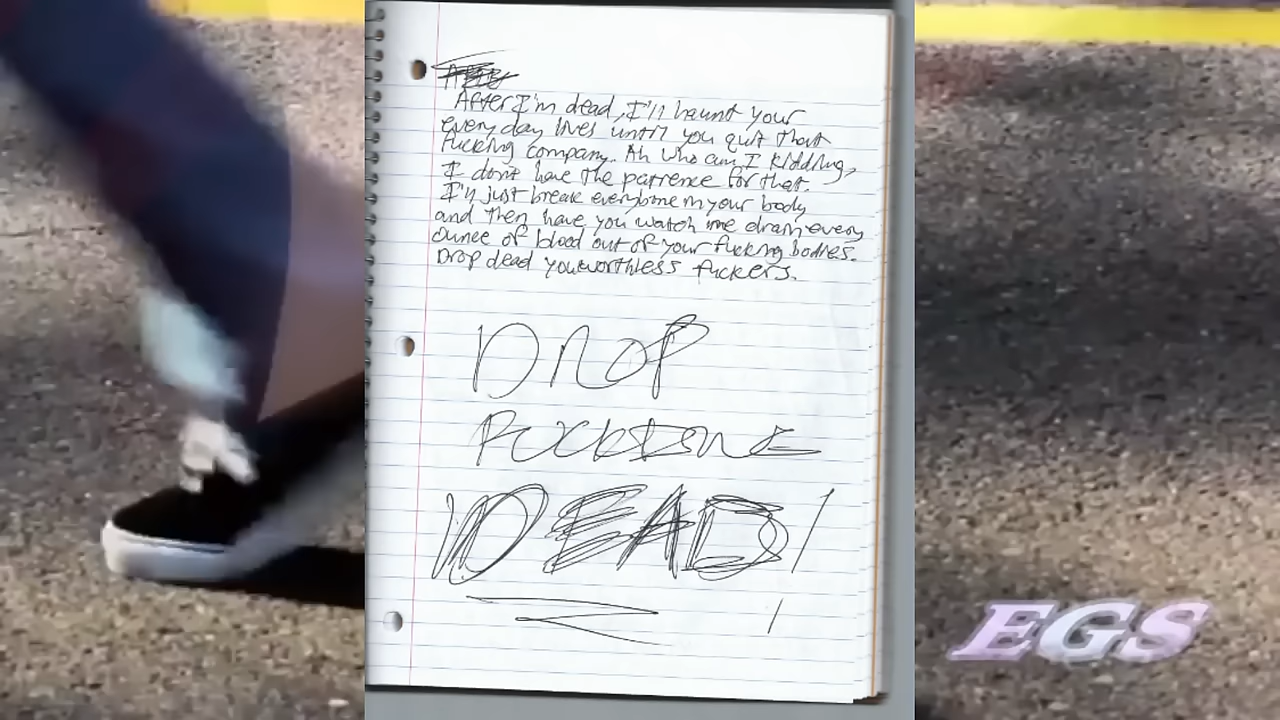 After I'm dead, I'll haunt your
every day lives until you quit that
fucking company. Ah who am I kidding,
I dont have the patience for that.
I'll just break everybone in your body
and then have you watch me drain every
ounce of blood out of your fucking bodies.
Drop dead you worthless fuckers.
DROP
FUCKING
DEAD!
!
EGS